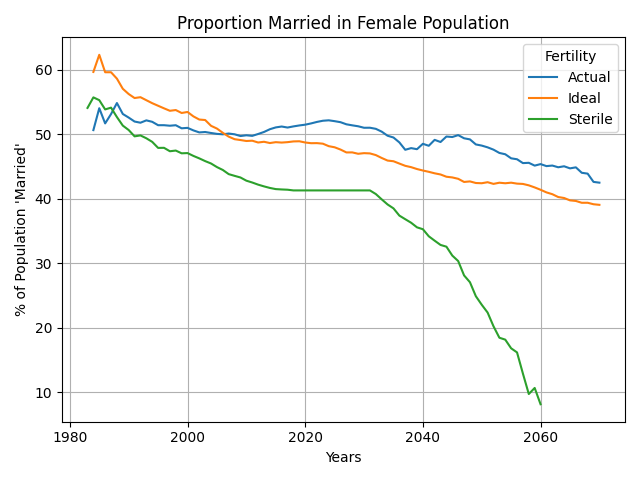 Proportion Married in Female Population
Fertility
Actual
Ideal
Sterile
% of Population 'Married'
60
50
40
30
20
10
1980
2000
2020
2040
2060
Years